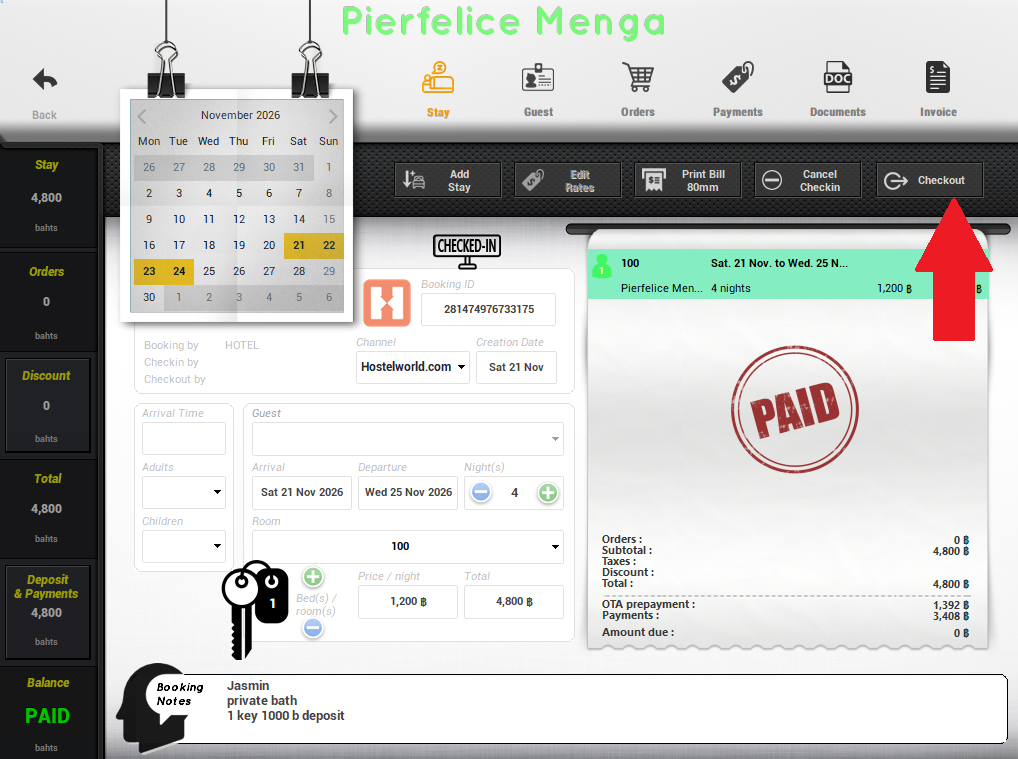 Pierfelice Menga
Back
Stay
Guest
Orders
Payments
Documents
Invoice
November 2026
Mon Tue Wed Thu Fri Sat Sun
26 27 28 29 30 31 1
2 3 4 5 6 7 8
9 10 11 12 13 14 15
16 17 18 19 20 21 22
23 24 25 26 27 28 29
30 1 2 3 4 5 6
Add
Stay
Edit
Rates
Print Bill
80mm
Cancel
Checkin
Checkout
Stay
4,800
bahts
Orders
0
bahts
Discount
0
bahts
Total
4,800
bahts
Deposit
& Payments
4,800
bahts
Balance
PAID
bahts
CHECKED-IN
Booking ID
281474976733175
Booking by HOTEL
Checkin by
Checkout by
Channel
Hostelworld.com
Creation Date
Sat 21 Nov
Arrival Time
Adults
Children
Guest
Arrival
Sat 21 Nov 2026
Departure
Wed 25 Nov 2026
Night(s)
4
Room
100
1
Bed(s) /
room(s)
Price / night
1,200 ฿
Total
4,800 ฿
1
100 Sat. 21 Nov. to Wed. 25 N...
Pierfelice Men... 4 nights 1,200 ฿ ฿
PAID
Orders : 0 ฿
Subtotal : 4,800 ฿
Taxes :
Discount :
Total : 4,800 ฿
OTA prepayment : 1,392 ฿
Payments : 3,408 ฿
Amount due : 0 ฿
Booking
Notes
Jasmin
private bath
1 key 1000 b deposit
DOC